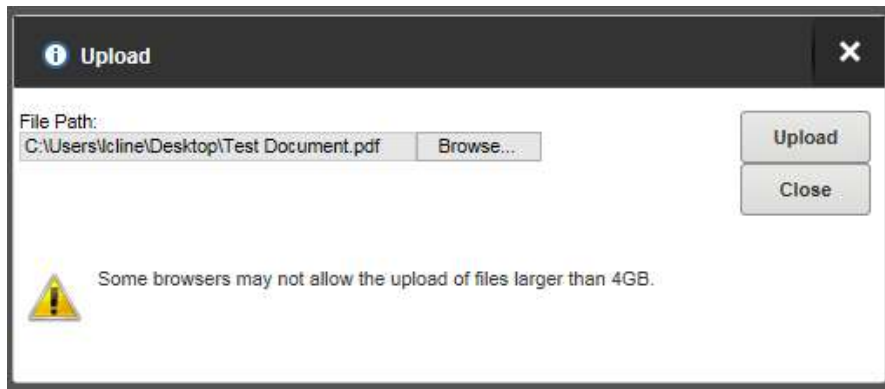 Upload
File Path:
C:\Users\lcline\Desktop\Test Document.pdf Browse...
Upload
Close
Some browsers may not allow the upload of files larger than 4GB.